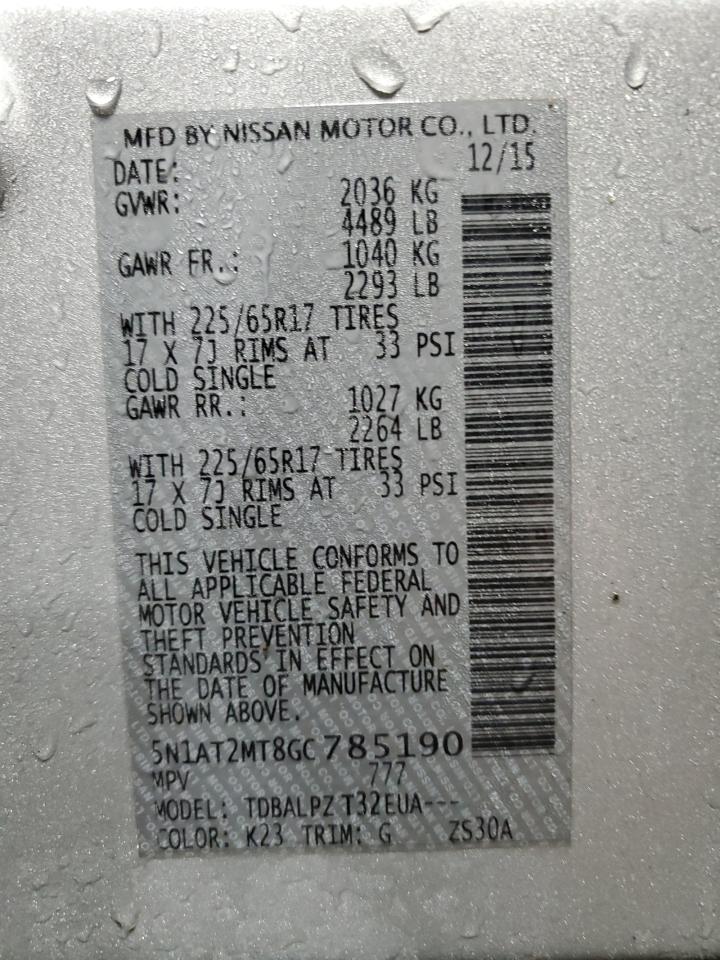 MFD BY NISSAN MOTOR CO., LTD.
DATE: 12/15
GVWR: 2036 KG
4489 LB
GAWR FR.: 1040 KG
2293 LB
WITH 225/65R17 TIRES
17 X 7J RIMS AT 33 PSI
COLD SINGLE
GAWR RR.: 1027 KG
2264 LB
WITH 225/65R17 TIRES
17 X 7J RIMS AT 33 PSI
COLD SINGLE
THIS VEHICLE CONFORMS TO
ALL APPLICABLE FEDERAL
MOTOR VEHICLE SAFETY AND
THEFT PREVENTION
STANDARDS IN EFFECT ON
THE DATE OF MANUFACTURE
SHOWN ABOVE.
5N1AT2MT8GC785190
MPV 777
MODEL: TDBALPZ T32EUA---
COLOR: K23 TRIM: G ZS30A